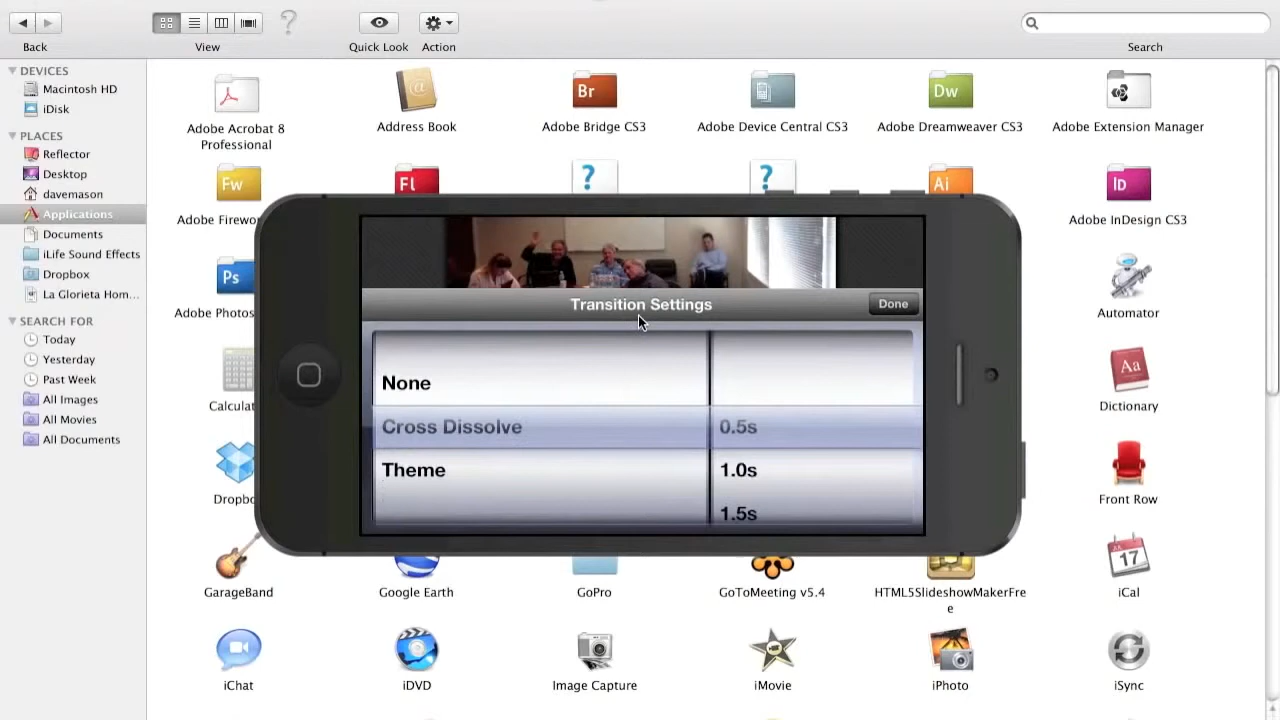 Back
View
Quick Look
Action
Search
DEVICES
Macintosh HD
iDisk
PLACES
Reflector
Desktop
davemason
Applications
Documents
iLife Sound Effects
Dropbox
La Glorieta Hom...
SEARCH FOR
Today
Yesterday
Past Week
All Images
All Movies
All Documents
Adobe Acrobat 8
Professional
Address Book
Br
Adobe Bridge CS3
Adobe Device Central CS3
Dw
Adobe Dreamweaver CS3
Adobe Extension Manager
Fw
Adobe Firewo
Fl
?
?
Ai
Id
Adobe InDesign CS3
Ps
Adobe Photos
Automator
Calculat
Aa
Dictionary
Dropbo
Front Row
Transition Settings
Done
None
Cross Dissolve
0.5s
Theme
1.0s
1.5s
GarageBand
Google Earth
GoPro
GoToMeeting v5.4
HTML5SlideshowMakerFre
e
17
iCal
iChat
iDVD
Image Capture
iMovie
iPhoto
iSync